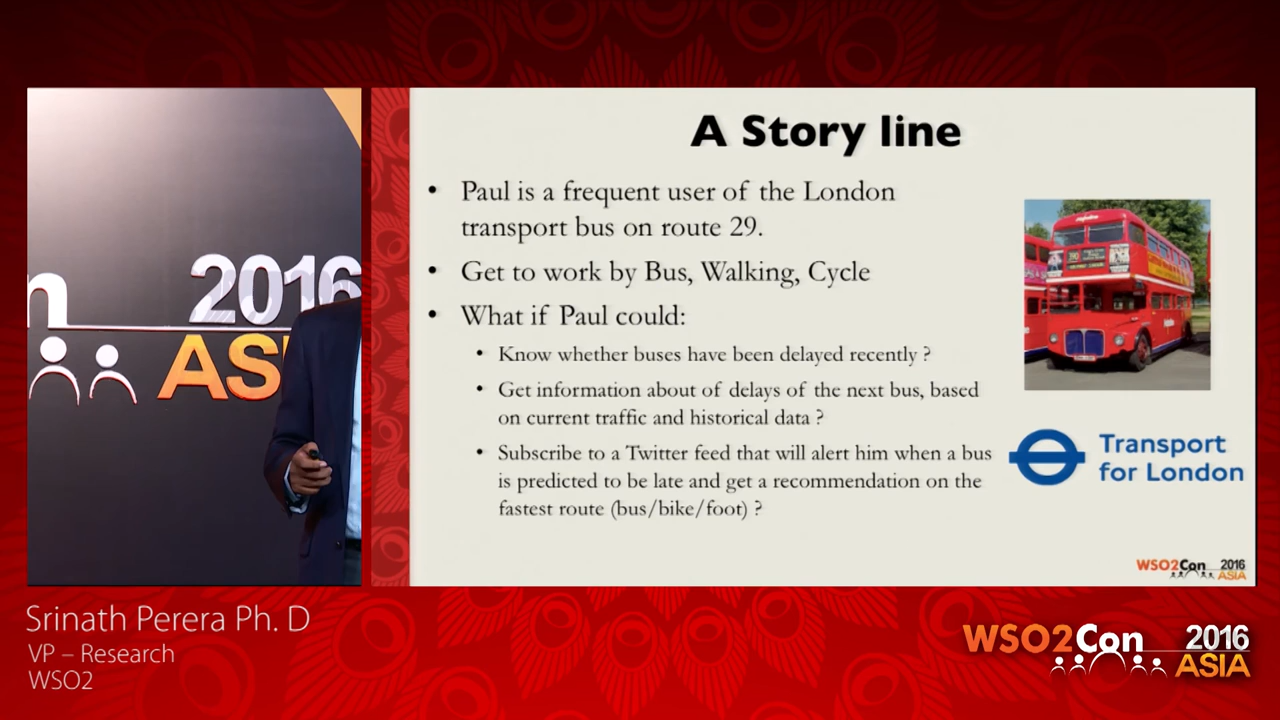 n 2016
ASI
A Story line
• Paul is a frequent user of the London
transport bus on route 29.
• Get to work by Bus, Walking, Cycle
• What if Paul could:
• Know whether buses have been delayed recently ?
• Get information about of delays of the next bus, based
on current traffic and historical data ?
• Subscribe to a Twitter feed that will alert him when a bus
is predicted to be late and get a recommendation on the
fastest route (bus/bike/foot) ?
Transport
for London
WSO2Con 2016
ASIA
Srinath Perera Ph. D
VP – Research
WSO2
WSO2Con 2016
ASIA